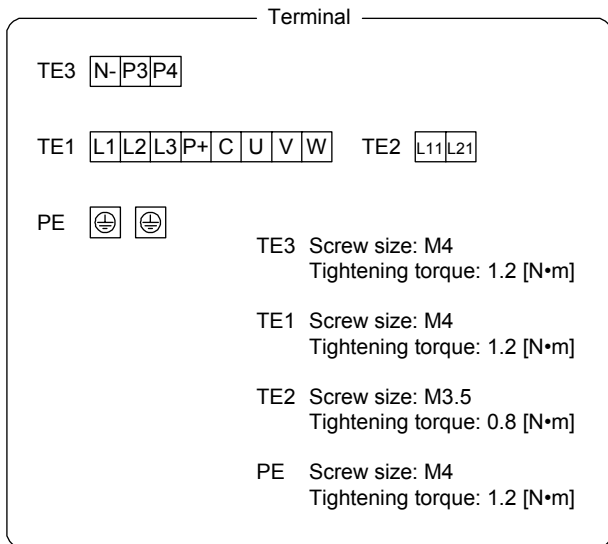 Terminal
TE3 N- P3 P4
TE1 L1 L2 L3 P+ C U V W TE2 L11 L21
PE
TE3 Screw size: M4
Tightening torque: 1.2 [N•m]
TE1 Screw size: M4
Tightening torque: 1.2 [N•m]
TE2 Screw size: M3.5
Tightening torque: 0.8 [N•m]
PE Screw size: M4
Tightening torque: 1.2 [N•m]